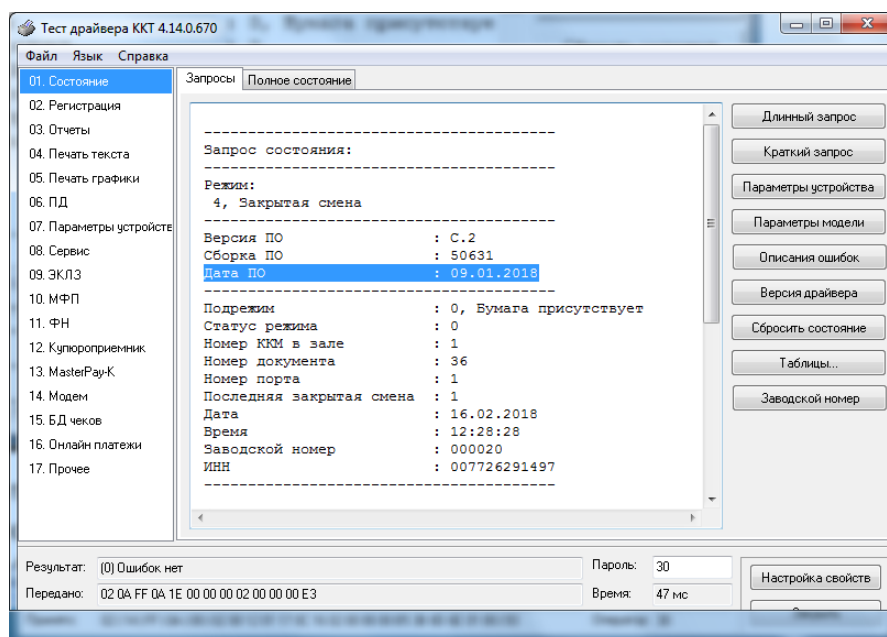 Тест драйвера ККТ 4.14.0.670
Файл Язык Справка
01. Состояние
02. Регистрация
03. Отчеты
04. Печать текста
05. Печать графики
06. ПД
07. Параметры устройств
08. Сервис
09. ЭКЛЗ
10. МФП
11. ФН
12. Купюроприемник
13. MasterPay-K
14. Модем
15. БД чеков
16. Онлайн платежи
17. Прочее
Запросы Полное состояние
----------------------------------------
Запрос состояния:
----------------------------------------
Режим:
4, Закрытая смена
----------------------------------------
Версия ПО : C.2
Сборка ПО : 50631
Дата ПО : 09.01.2018
----------------------------------------
Подрежим : 0, Бумага присутствует
Статус режима : 0
Номер ККМ в зале : 1
Номер документа : 36
Номер порта : 1
Последняя закрытая смена : 1
Дата : 16.02.2018
Время : 12:28:28
Заводской номер : 000020
ИНН : 007726291497
----------------------------------------
Длинный запрос
Краткий запрос
Параметры устройства
Параметры модели
Описания ошибок
Версия драйвера
Сбросить состояние
Таблицы...
Заводской номер
Результат: (0) Ошибок нет
Пароль: 30
Передано: 02 0A FF 0A 1E 00 00 00 02 00 00 00 E3
Время: 47 мс
Настройка свойств